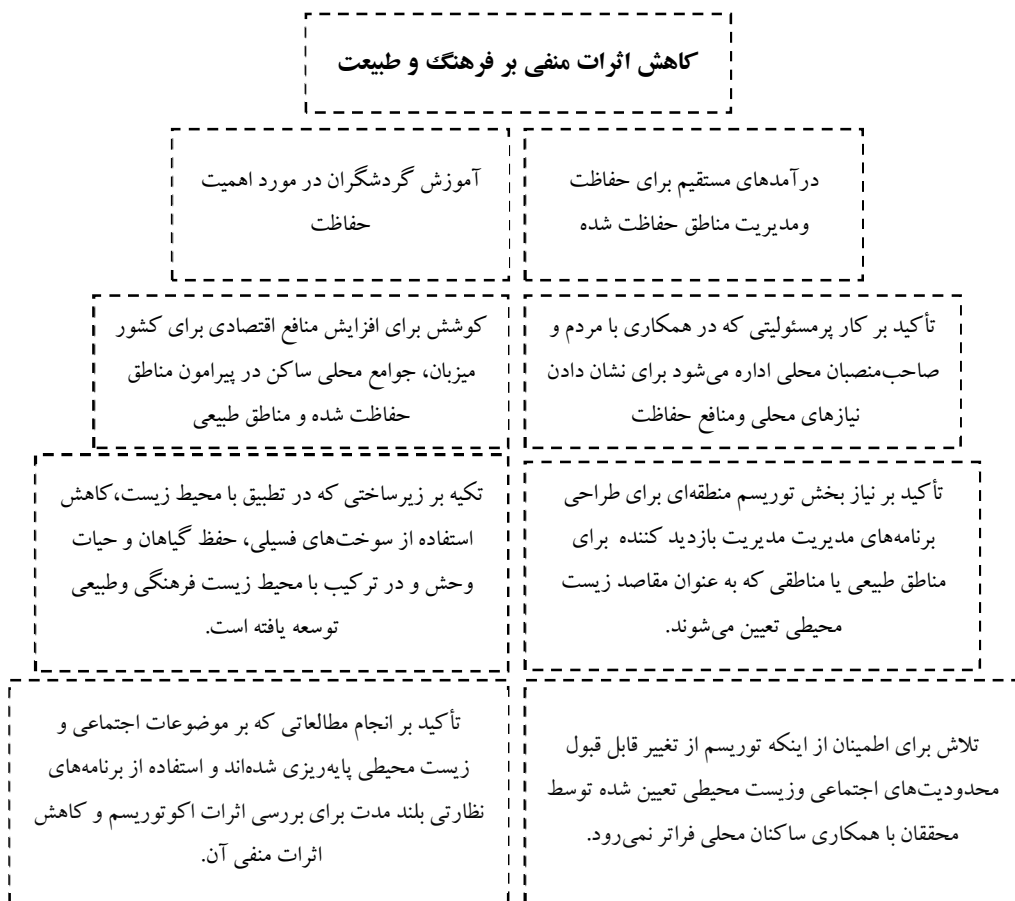 کاهش اثرات منفی بر فرهنگ و طبیعت
درآمدهای مستقیم برای حفاظت
ومدیریت مناطق حفاظت شده
آموزش گردشگران در مورد اهمیت
حفاظت
تأکید بر کار پرمسئولیتی که در همکاری با مردم و
صاحب‌منصبان محلی اداره می‌شود برای نشان دادن
نیازهای محلی ومنافع حفاظت
کوشش برای افزایش منافع اقتصادی برای کشور
میزبان، جوامع محلی ساکن در پیرامون مناطق
حفاظت شده و مناطق طبیعی
تأکید بر نیاز بخش توریسم منطقه‌ای برای طراحی
برنامه‌های مدیریت مدیریت بازدید کننده برای
مناطق طبیعی یا مناطقی که به عنوان مقاصد زیست
محیطی تعیین می‌شوند.
تکیه بر زیرساختی که در تطبیق با محیط زیست،کاهش
استفاده از سوخت‌های فسیلی، حفظ گیاهان و حیات
وحش و در ترکیب با محیط زیست فرهنگی وطبیعی
توسعه یافته است.
تلاش برای اطمینان از اینکه توریسم از تغییر قابل قبول
محدودیت‌های اجتماعی وزیست محیطی تعیین شده توسط
محققان با همکاری ساکنان محلی فراتر نمی‌رود.
تأکید بر انجام مطالعاتی که بر موضوعات اجتماعی و
زیست محیطی پایه‌ریزی شده‌اند و استفاده از برنامه‌های
نظارتی بلند مدت برای بررسی اثرات اکوتوریسم و کاهش
اثرات منفی آن.